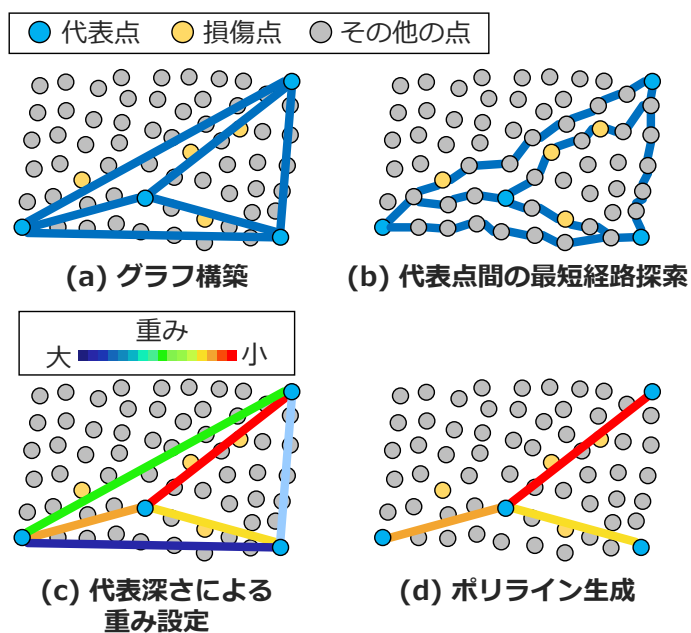 代表点 損傷点 その他の点
(a) グラフ構築
(b) 代表点間の最短経路探索
重み
大 小
(c) 代表深さによる
重み設定
(d) ポリライン生成